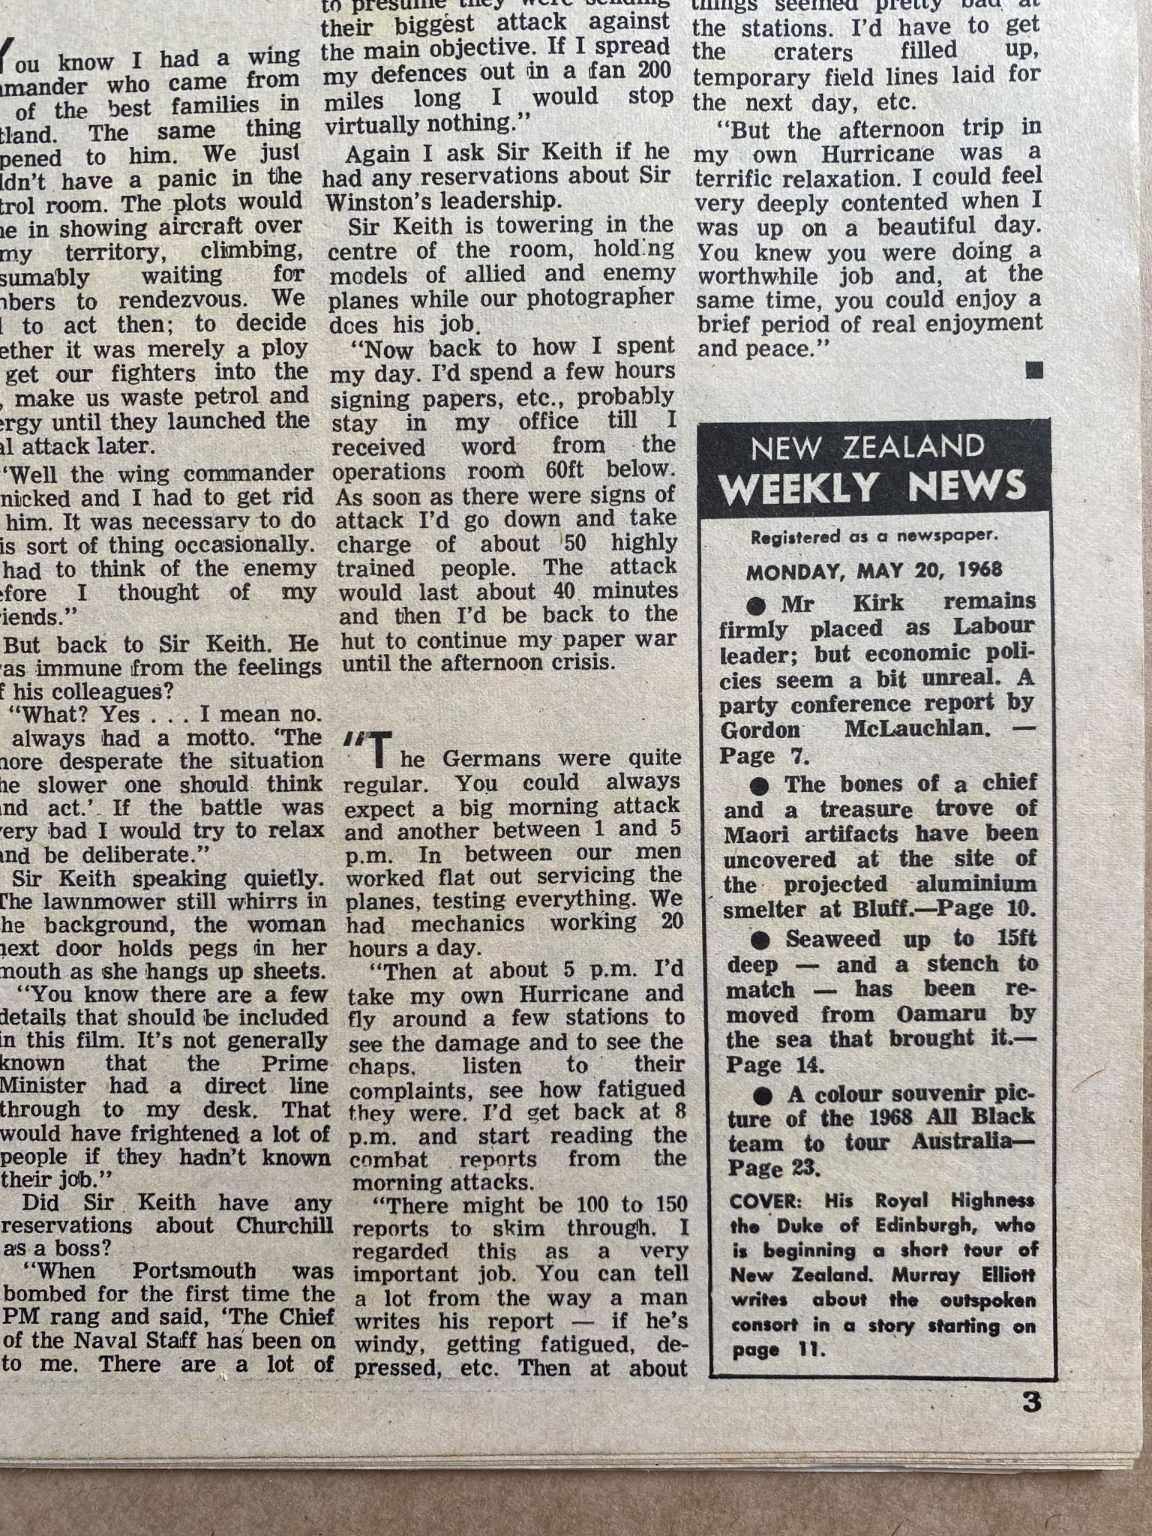 You know I had a wing
mander who came from
of the best families in
tland. The same thing
pened to him. We just
ldn't have a panic in the
trol room. The plots would
ne in showing aircraft over
my territory, climbing,
sumably waiting for
nbers to rendezvous. We
l to act then; to decide
ether it was merely a ploy
get our fighters into the
, make us waste petrol and
ergy until they launched the
al attack later.
"Well the wing commander
nicked and I had to get rid
him. It was necessary to do
is sort of thing occasionally.
had to think of the enemy
efore I thought of my
riends."
But back to Sir Keith. He
as immune from the feelings
f his colleagues?
"What? Yes . . . I mean no.
always had a motto. 'The
nore desperate the situation
he slower one should think
nd act.' If the battle was
ery bad I would try to relax
nd be deliberate."
Sir Keith speaking quietly.
The lawnmower still whirrs in
he background, the woman
next door holds pegs in her
mouth as she hangs up sheets.
"You know there are a few
details that should be included
in this film. It's not generally
known that the Prime
Minister had a direct line
through to my desk. That
would have frightened a lot of
people if they hadn't known
their job."
Did Sir Keith have any
reservations about Churchill
as a boss?
"When Portsmouth was
bombed for the first time the
PM rang and said, 'The Chief
of the Naval Staff has been on
to me. There are a lot of
to presume they were sending
their biggest attack against
the main objective. If I spread
my defences out in a fan 200
miles long I would stop
virtually nothing."
Again I ask Sir Keith if he
had any reservations about Sir
Winston's leadership.
Sir Keith is towering in the
centre of the room, holding
models of allied and enemy
planes while our photographer
does his job.
"Now back to how I spent
my day. I'd spend a few hours
signing papers, etc., probably
stay in my office till I
received word from the
operations room 60ft below.
As soon as there were signs of
attack I'd go down and take
charge of about 50 highly
trained people. The attack
would last about 40 minutes
and then I'd be back to the
hut to continue my paper war
until the afternoon crisis.
"The Germans were quite
regular. You could always
expect a big morning attack
and another between 1 and 5
p.m. In between our men
worked flat out servicing the
planes, testing everything. We
had mechanics working 20
hours a day.
"Then at about 5 p.m. I'd
take my own Hurricane and
fly around a few stations to
see the damage and to see the
chaps, listen to their
complaints, see how fatigued
they were. I'd get back at 8
p.m. and start reading the
combat reports from the
morning attacks.
"There might be 100 to 150
reports to skim through. I
regarded this as a very
important job. You can tell
a lot from the way a man
writes his report — if he's
windy, getting fatigued, de-
pressed, etc. Then at about
things seemed pretty bad at
the stations. I'd have to get
the craters filled up,
temporary field lines laid for
the next day, etc.
"But the afternoon trip in
my own Hurricane was a
terrific relaxation. I could feel
very deeply contented when I
was up on a beautiful day.
You knew you were doing a
worthwhile job and, at the
same time, you could enjoy a
brief period of real enjoyment
and peace."
NEW ZEALAND
WEEKLY NEWS
Registered as a newspaper.
MONDAY, MAY 20, 1968
● Mr Kirk remains
firmly placed as Labour
leader; but economic poli-
cies seem a bit unreal. A
party conference report by
Gordon McLauchlan. —
Page 7.
● The bones of a chief
and a treasure trove of
Maori artifacts have been
uncovered at the site of
the projected aluminium
smelter at Bluff.—Page 10.
● Seaweed up to 15ft
deep — and a stench to
match — has been re-
moved from Oamaru by
the sea that brought it.—
Page 14.
● A colour souvenir pic-
ture of the 1968 All Black
team to tour Australia—
Page 23.
COVER: His Royal Highness
the Duke of Edinburgh, who
is beginning a short tour of
New Zealand. Murray Elliott
writes about the outspoken
consort in a story starting on
page 11.
3